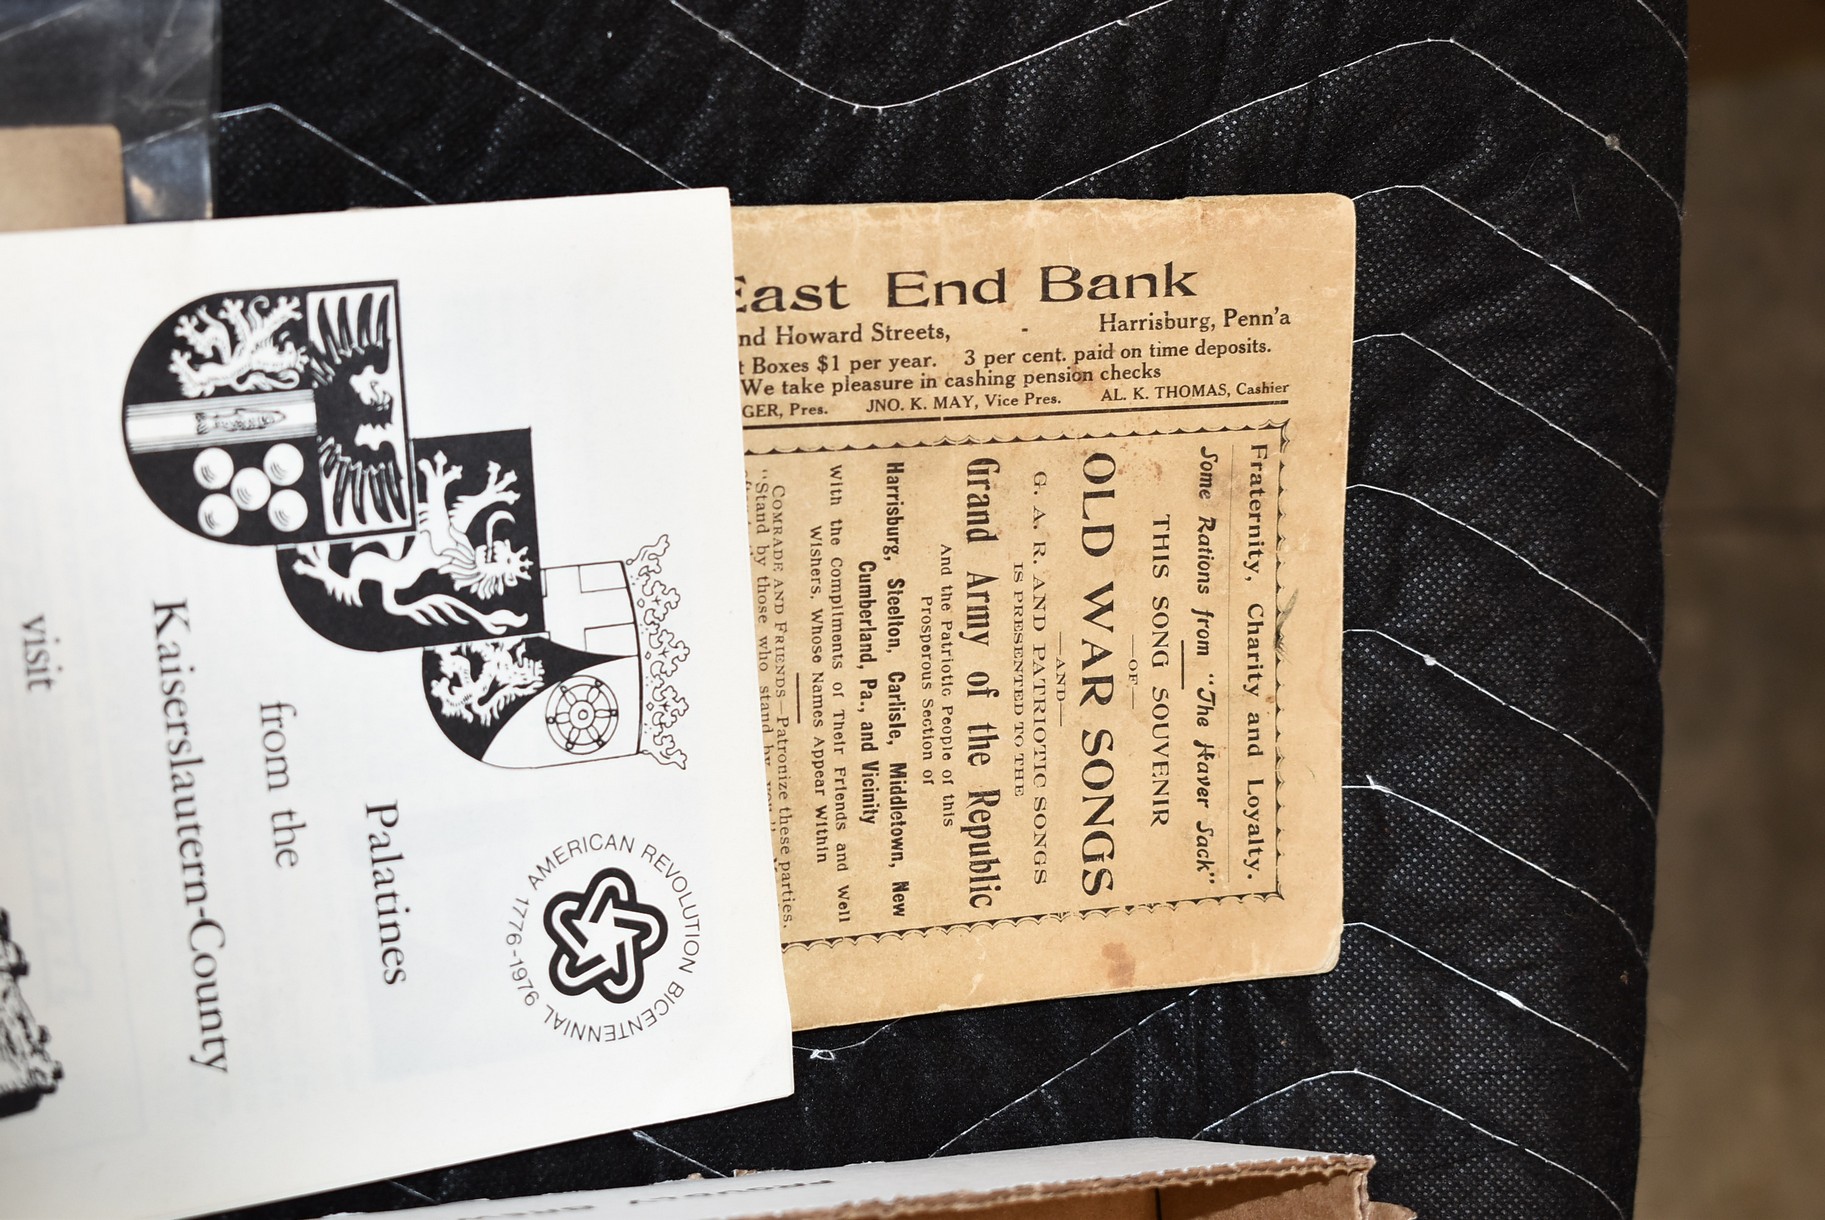 Palatines
from the
Kaiserslautern-County
visit
AMERICAN REVOLUTION BICENTENNIAL
1776-1976
East End Bank
Howard Streets, - Harrisburg, Penn'a
Boxes $1 per year. 3 per cent. paid on time deposits.
We take pleasure in cashing pension checks
Pres. JNO. K. MAY, Vice Pres. AL. K. THOMAS, Cashier
Fraternity, Charity and Loyalty.
Some Rations from "The Haver Sack"
THIS SONG SOUVENIR
—OF—
OLD WAR SONGS
—AND—
G. A. R. AND PATRIOTIC SONGS
IS PRESENTED TO THE
Grand Army of the Republic
And the Patriotic People of this
Prosperous Section of
Harrisburg, Steelton, Carlisle, Middletown, New
Cumberland, Pa., and Vicinity
With the Compliments of Their Friends and Well
Wishers, Whose Names Appear Within
COMRADE AND FRIENDS—Patronize these parties.
"Stand by those who stand by
PROUDLY